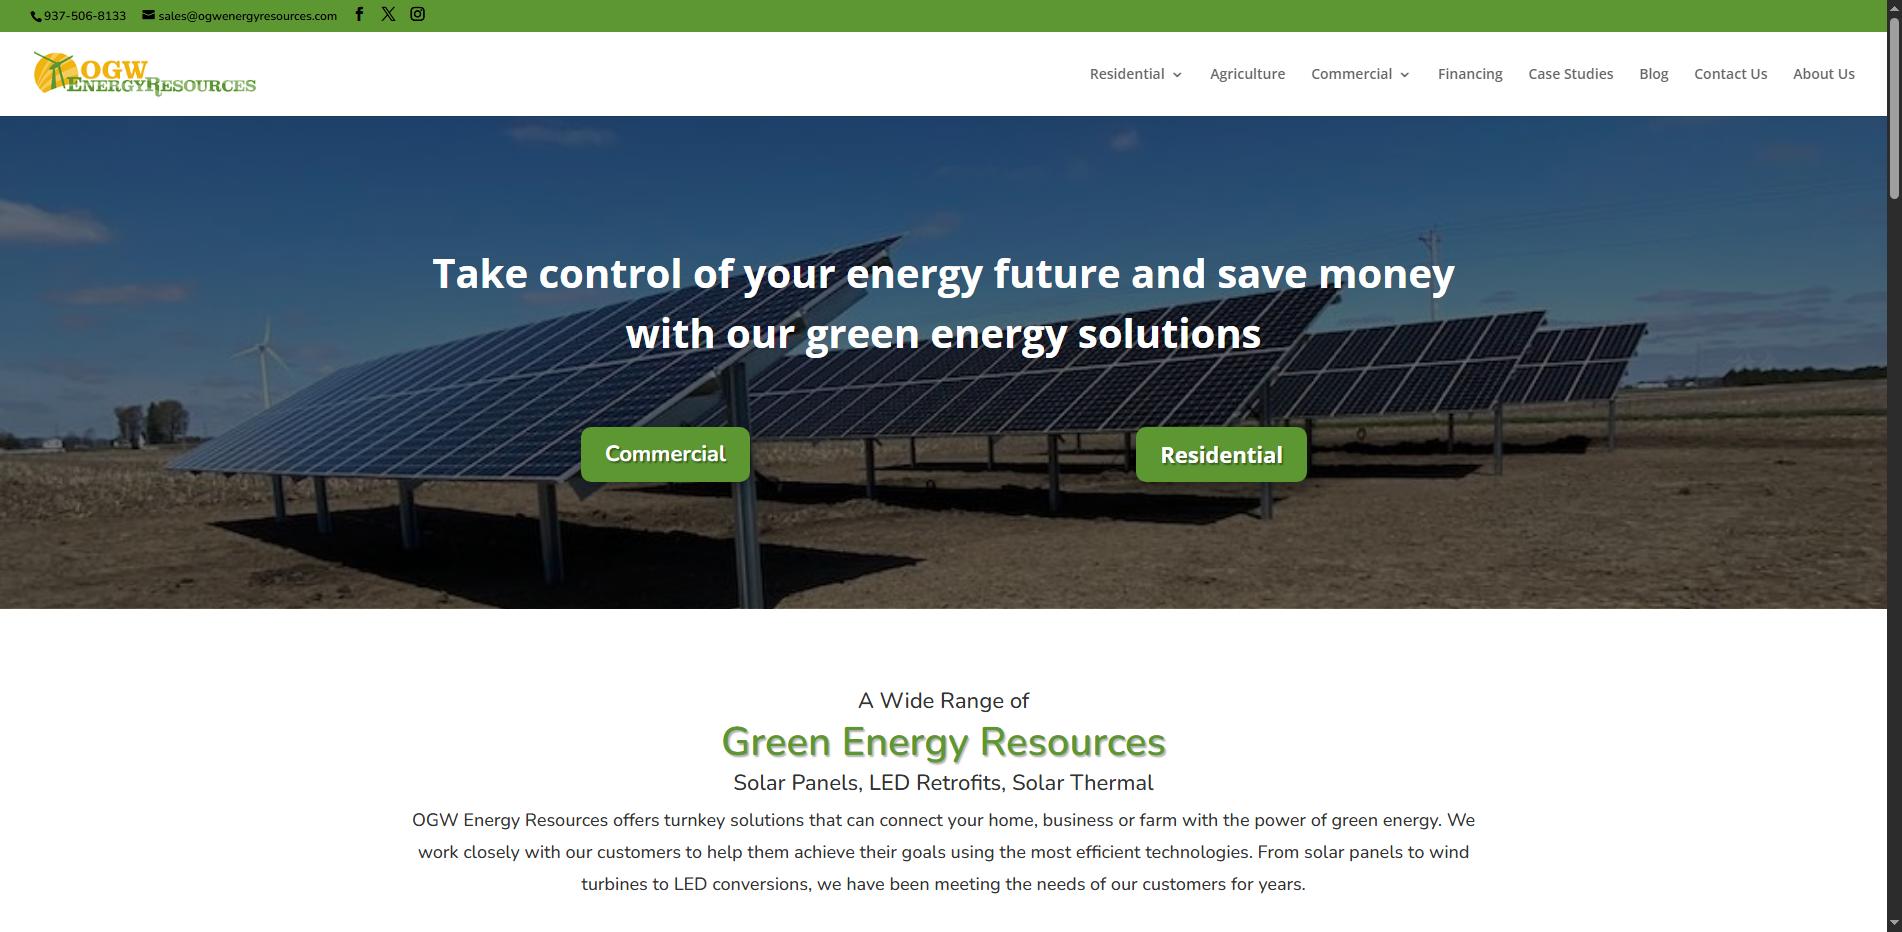 937-506-8133 sales@ogwenergyresources.com
OGW
ENERGYRESOURCES
Residential Agriculture Commercial Financing Case Studies Blog Contact Us About Us
Take control of your energy future and save money
with our green energy solutions
Commercial Residential
A Wide Range of
Green Energy Resources
Solar Panels, LED Retrofits, Solar Thermal
OGW Energy Resources offers turnkey solutions that can connect your home, business or farm with the power of green energy. We
work closely with our customers to help them achieve their goals using the most efficient technologies. From solar panels to wind
turbines to LED conversions, we have been meeting the needs of our customers for years.